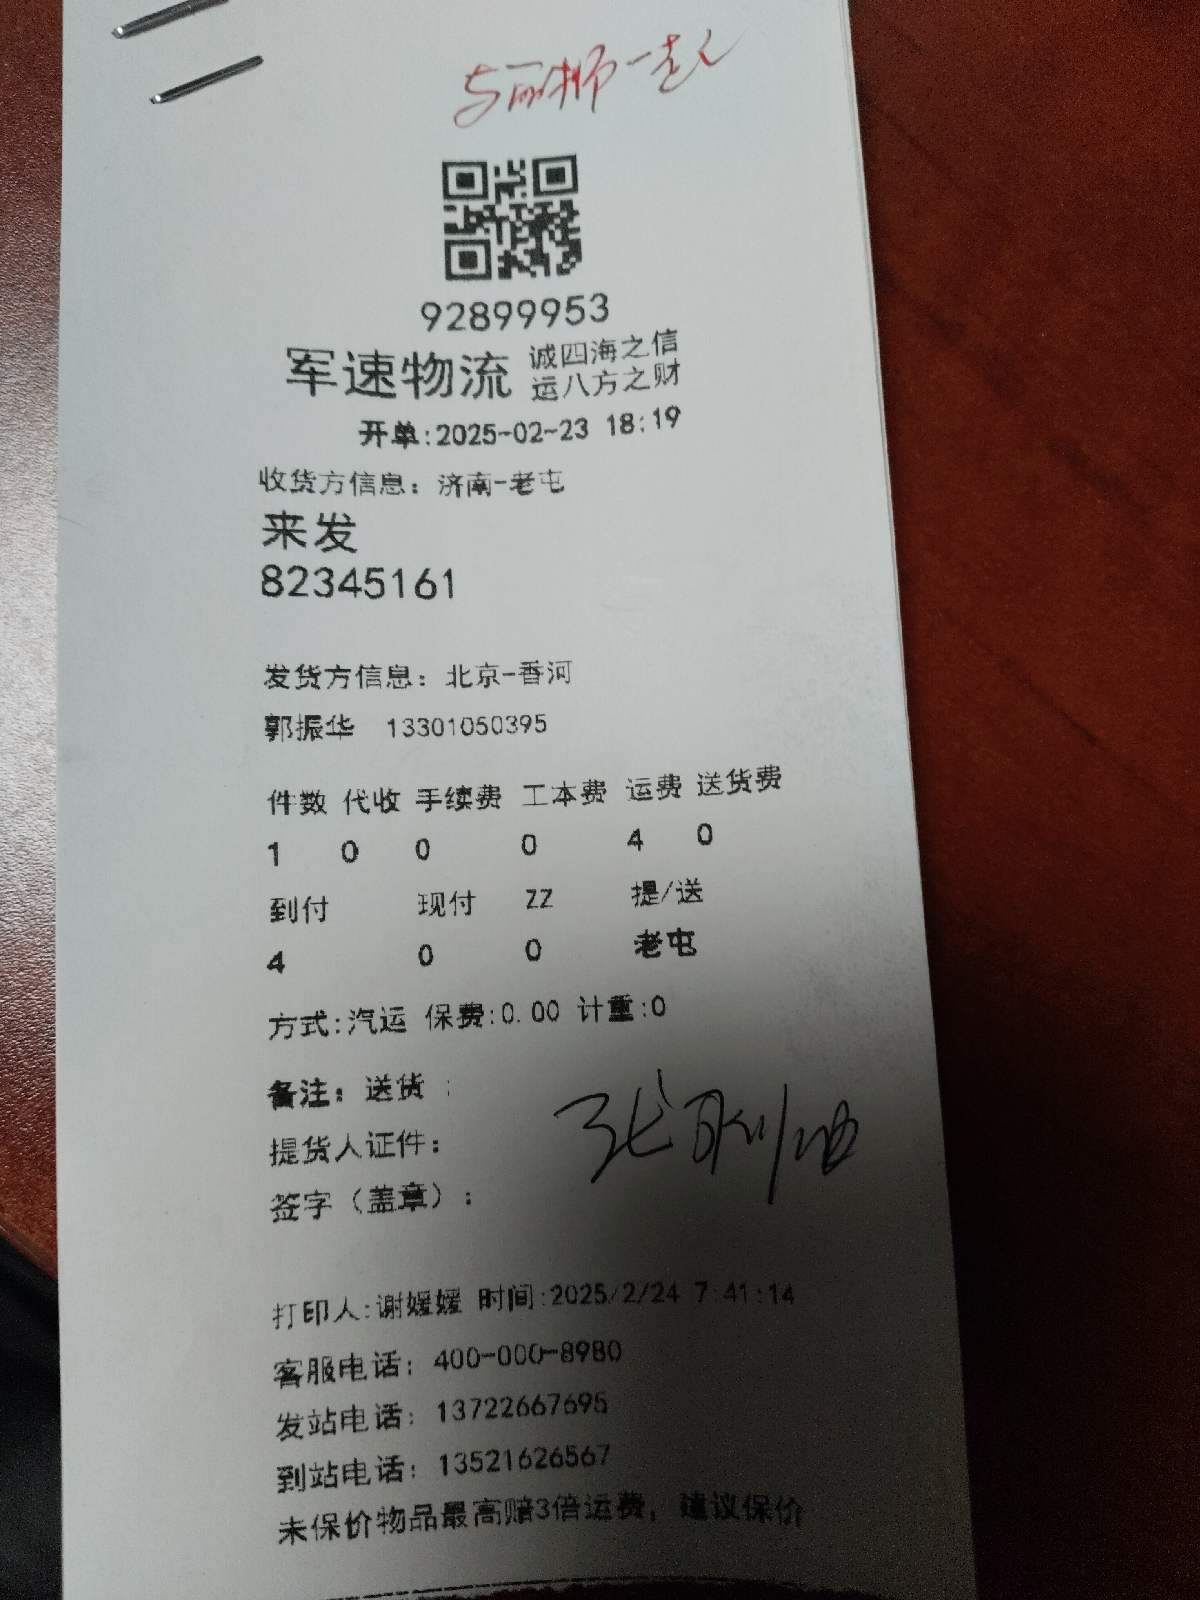 92899953
军速物流 诚四海之信
运八方之财
开单:2025-02-23 18:19
收货方信息：济南-老屯
来发
82345161
发货方信息：北京-香河
郭振华 13301050395
件数 代收 手续费 工本费 运费 送货费
1 0 0 0 4 0
到付 现付 ZZ 提/送
4 0 0 老屯
方式:汽运 保费:0.00 计重:0
备注：送货 ；
提货人证件：
签字（盖章）：
打印人:谢媛媛 时间:2025/2/24 7:41:14
客服电话：400-000-8980
发站电话：13722667695
到站电话：13521626567
未保价物品最高赔3倍运费，建议保价